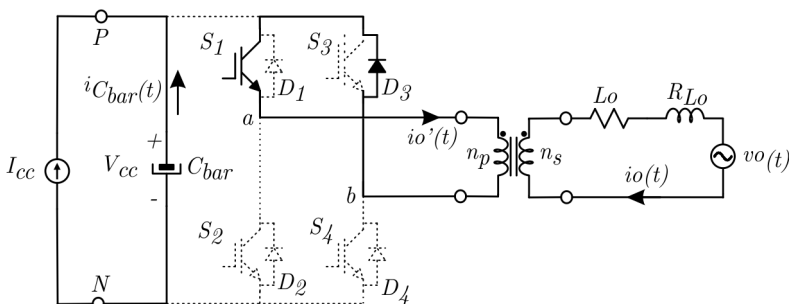 P
S1
S3
iCbar(t)
D1
D3
a
io'(t)
Lo
RLo
+
Icc
Vcc
Cbar
np
ns
vo(t)
-
b
io(t)
S2
S4
N
D2
D4